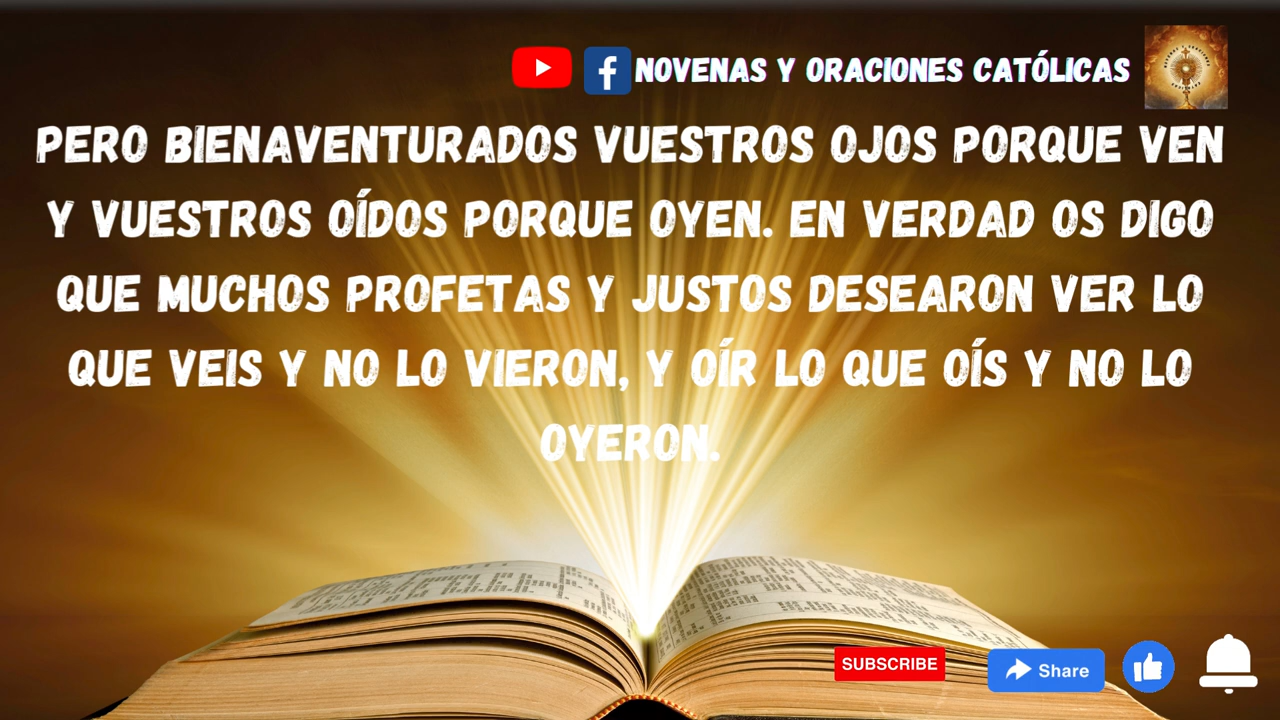 NOVENAS Y ORACIONES CATÓLICAS
PERO BIENAVENTURADOS VUESTROS OJOS PORQUE VEN
Y VUESTROS OÍDOS PORQUE OYEN. EN VERDAD OS DIGO
QUE MUCHOS PROFETAS Y JUSTOS DESEARON VER LO
QUE VEIS Y NO LO VIERON, Y OÍR LO QUE OÍS Y NO LO
OYERON.
SUBSCRIBE
Share